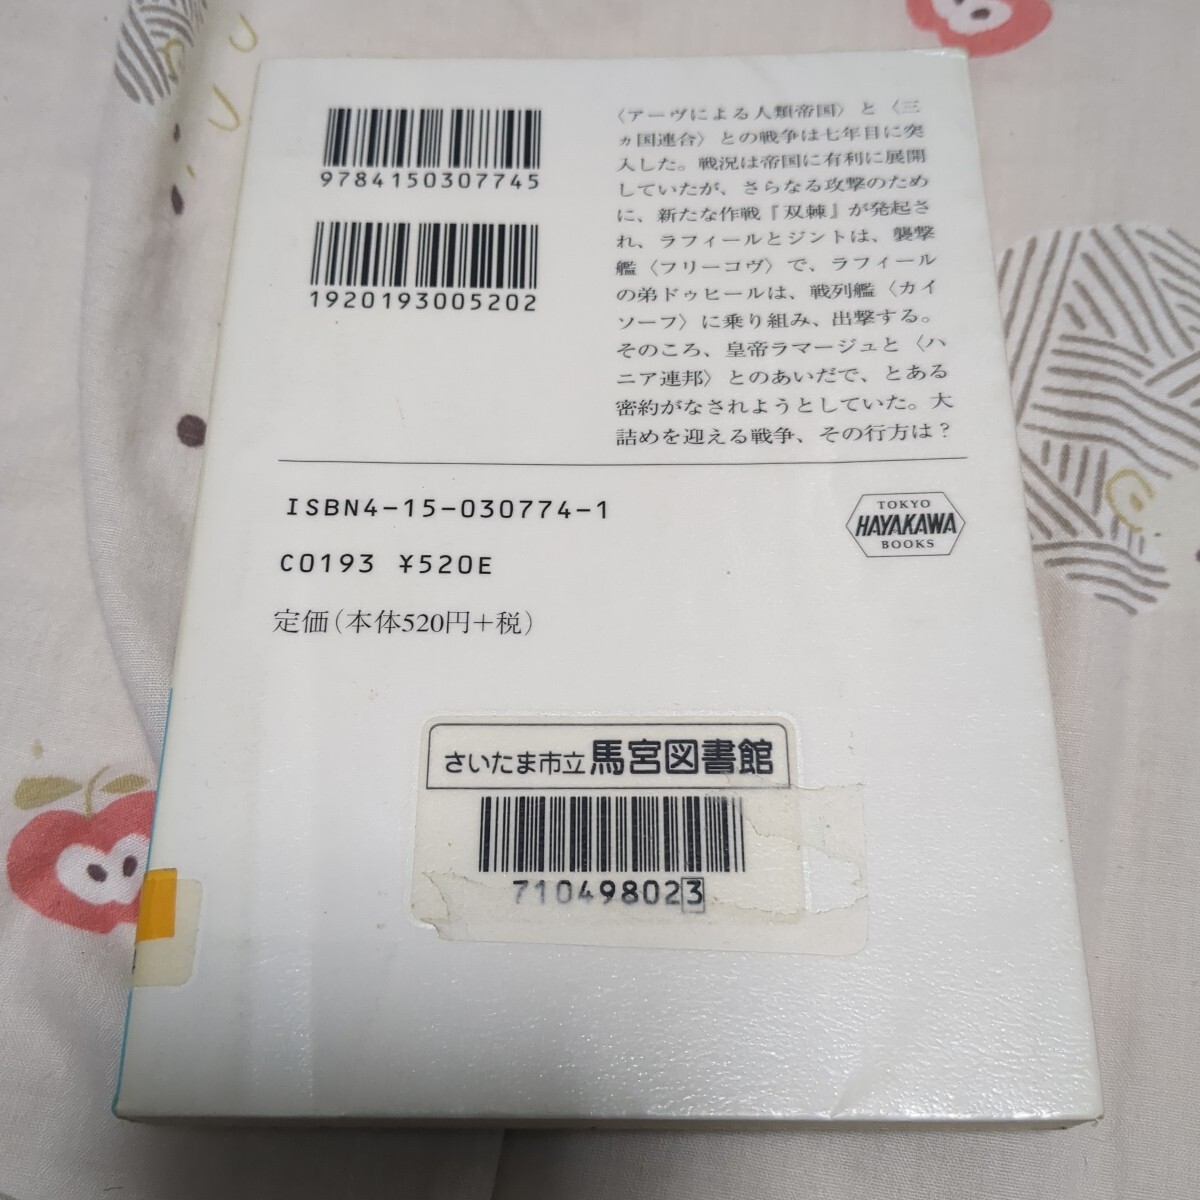 9784150307745
1920193005202
〈アーヴによる人類帝国〉と〈三
ヵ国連合〉との戦争は七年目に突
入した。戦況は帝国に有利に展開
していたが、さらなる攻撃のため
に、新たな作戦『双棘』が発起さ
れ、ラフィールとジントは、襲撃
艦〈フリーコヴ〉で、ラフィール
の弟ドゥヒールは、戦列艦〈カイ
ソーフ〉に乗り組み、出撃する。
そのころ、皇帝ラマージュと〈ハ
ニア連邦〉とのあいだで、とある
密約がなされようとしていた。大
詰めを迎える戦争、その行方は?
ISBN4-15-030774-1
C0193 ¥520E
定価(本体520円+税)
TOKYO
HAYAKAWA
BOOKS
さいたま市立 馬宮図書館
710498023